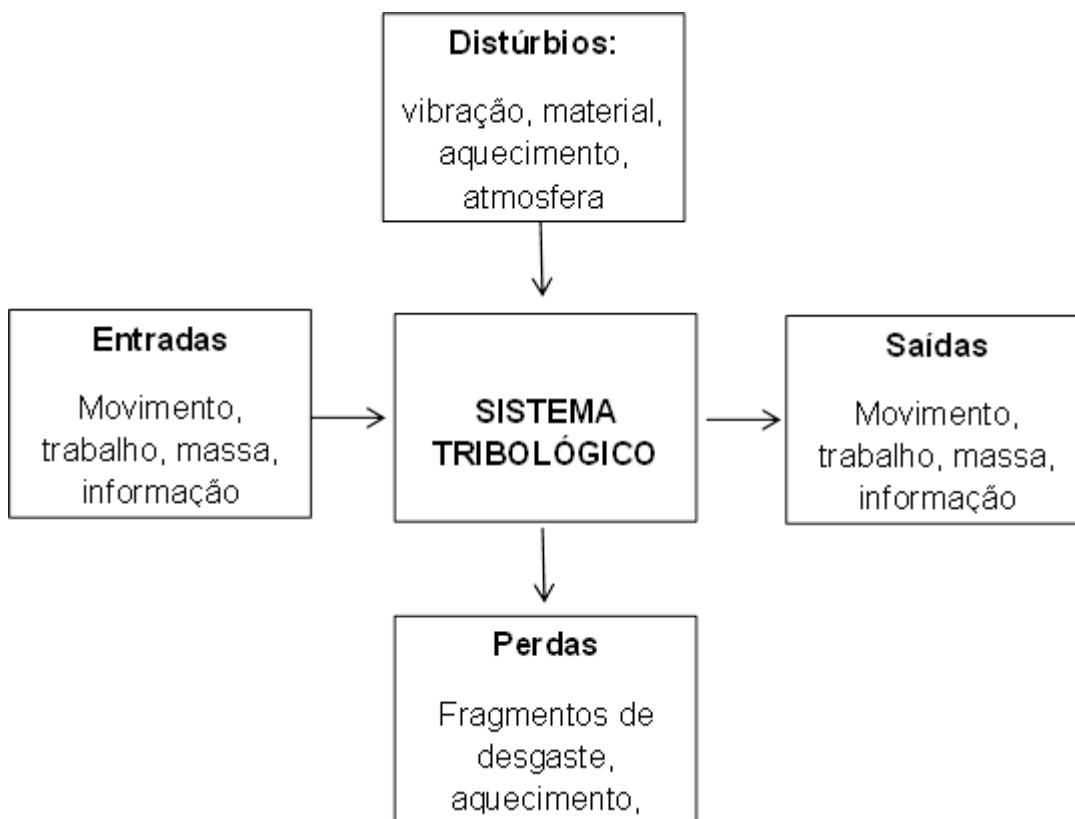 Distúrbios:
vibração, material,
aquecimento,
atmosfera
Entradas
Movimento,
trabalho, massa,
informação
SISTEMA
TRIBOLÓGICO
Saídas
Movimento,
trabalho, massa,
informação
Perdas
Fragmentos de
desgaste,
aquecimento,